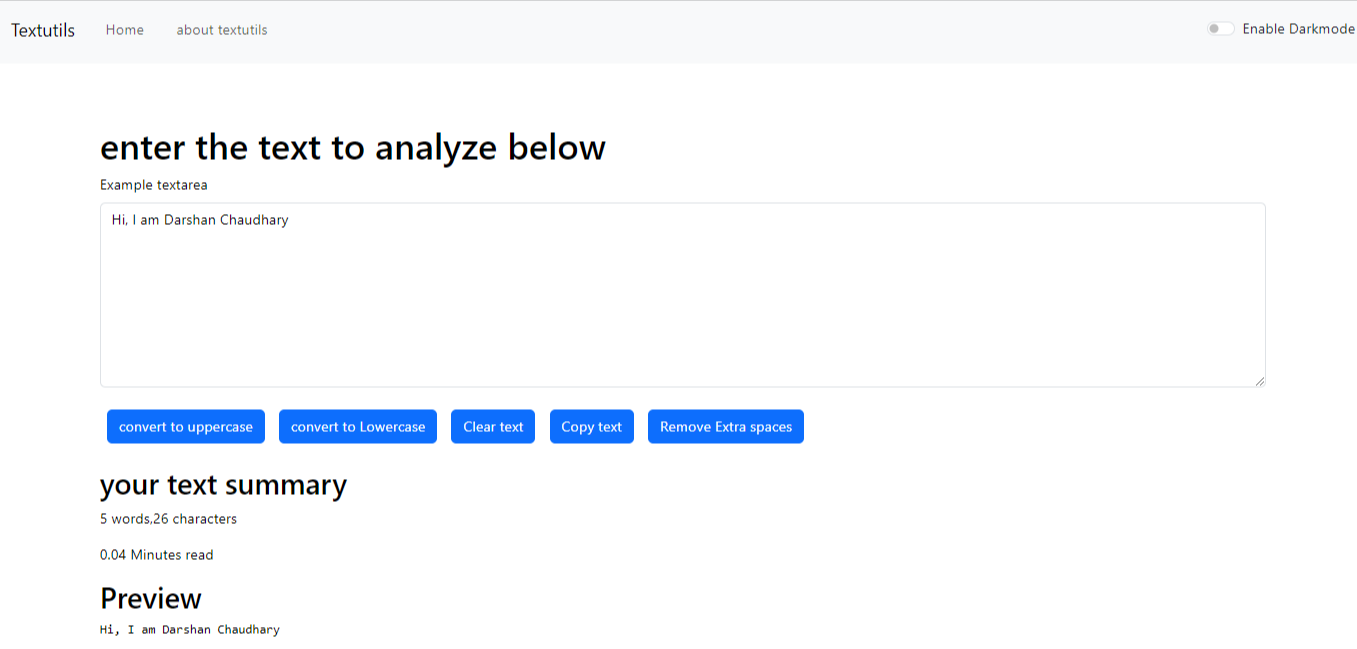 Textutils Home about textutils Enable Darkmode
enter the text to analyze below
Example textarea
Hi, I am Darshan Chaudhary
convert to uppercase convert to Lowercase Clear text Copy text Remove Extra spaces
your text summary
5 words,26 characters
0.04 Minutes read
Preview
Hi, I am Darshan Chaudhary